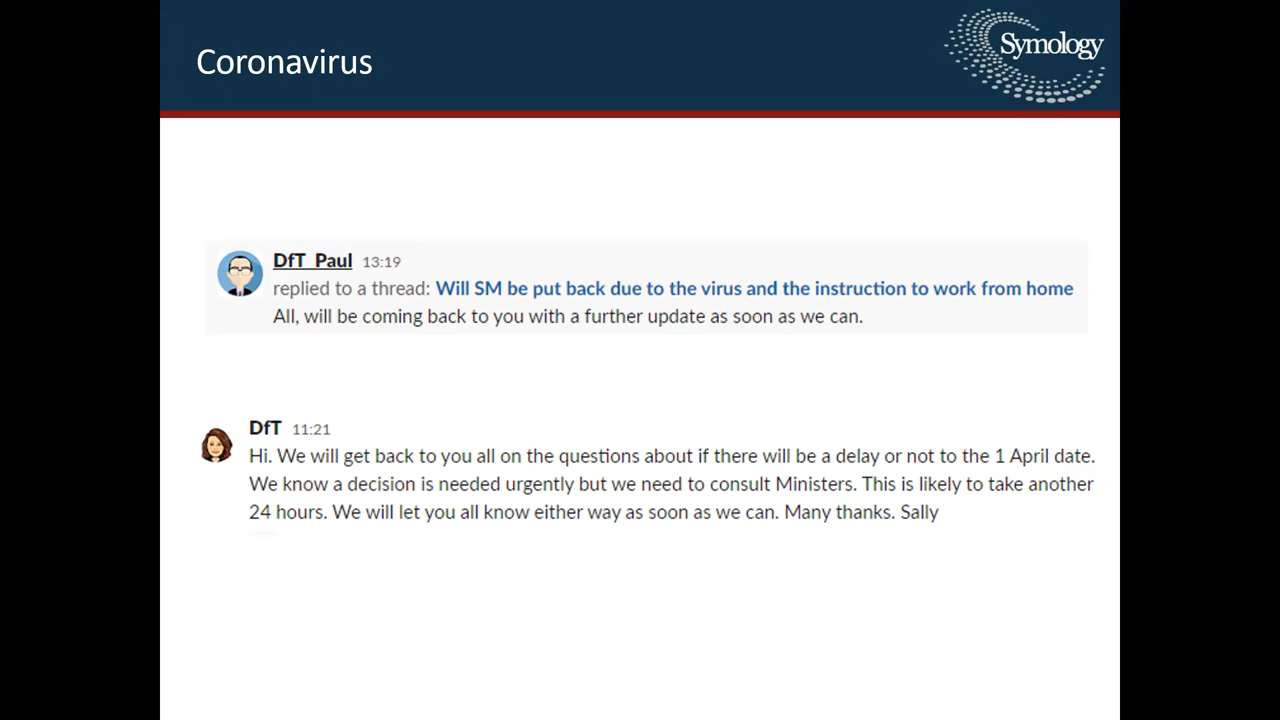 Coronavirus
Symology
DfT Paul 13:19
replied to a thread: Will SM be put back due to the virus and the instruction to work from home
All, will be coming back to you with a further update as soon as we can.
DfT 11:21
Hi. We will get back to you all on the questions about if there will be a delay or not to the 1 April date.
We know a decision is needed urgently but we need to consult Ministers. This is likely to take another
24 hours. We will let you all know either way as soon as we can. Many thanks. Sally